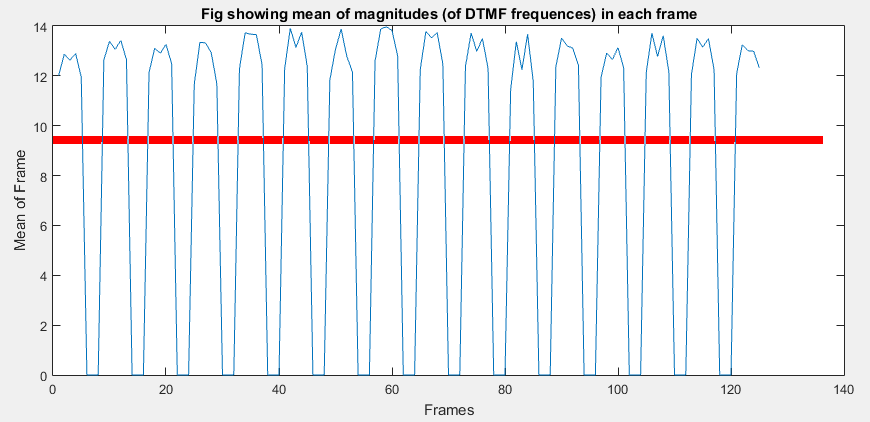 Fig showing mean of magnitudes (of DTMF frequences) in each frame
14
12
10
8
6
4
2
0
Mean of Frame
0 20 40 60 80 100 120 140
Frames